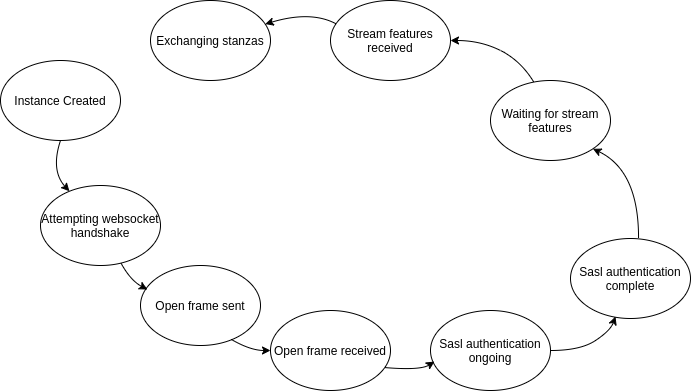 Instance Created
Attempting websocket
handshake
Open frame sent
Open frame received
Sasl authentication
ongoing
Sasl authentication
complete
Waiting for stream
features
Stream features
received
Exchanging stanzas